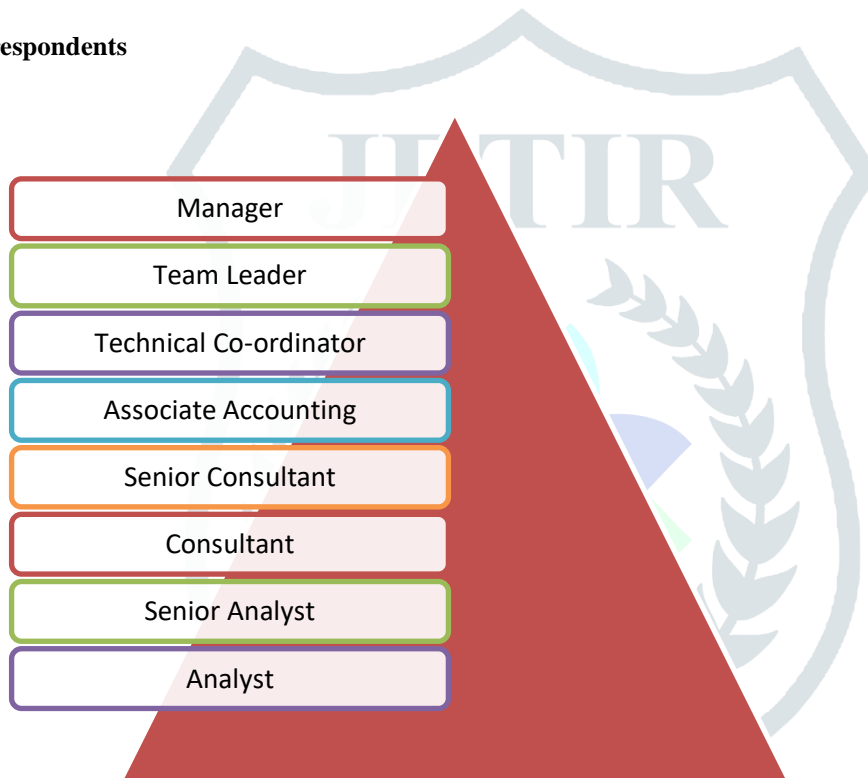 espondents
JETIR
Manager
Team Leader
Technical Co-ordinator
Associate Accounting
Senior Consultant
Consultant
Senior Analyst
Analyst